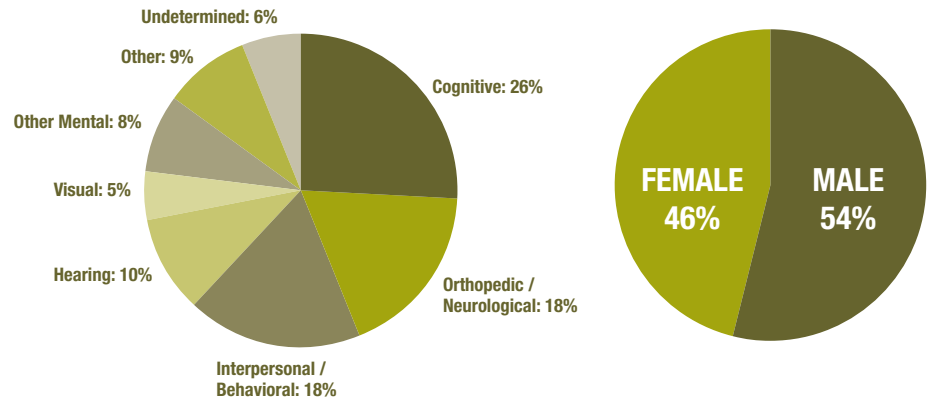 Undetermined: 6%
Other: 9%
Cognitive: 26%
Other Mental: 8%
Visual: 5%
Hearing: 10%
Orthopedic /
Neurological: 18%
Interpersonal /
Behavioral: 18%
FEMALE
46%
MALE
54%